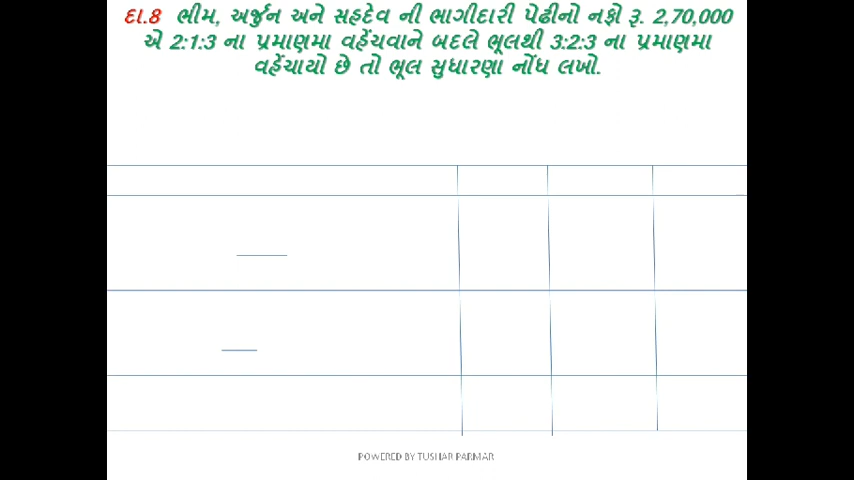 દા.8 ભીમ, અર્જુન અને સહદેવ ની ભાગીદારી પેઢીનો નફો રૂ. 2,70,000
એ 2:1:3 ના પ્રમાણમા વહેંચવાને બદલે ભૂલથી 3:2:3 ના પ્રમાણમા
વહેંચાયો છે તો ભૂલ સુધારણા નોંધ લખો.
POWERED BY TUSHAR PARMAR